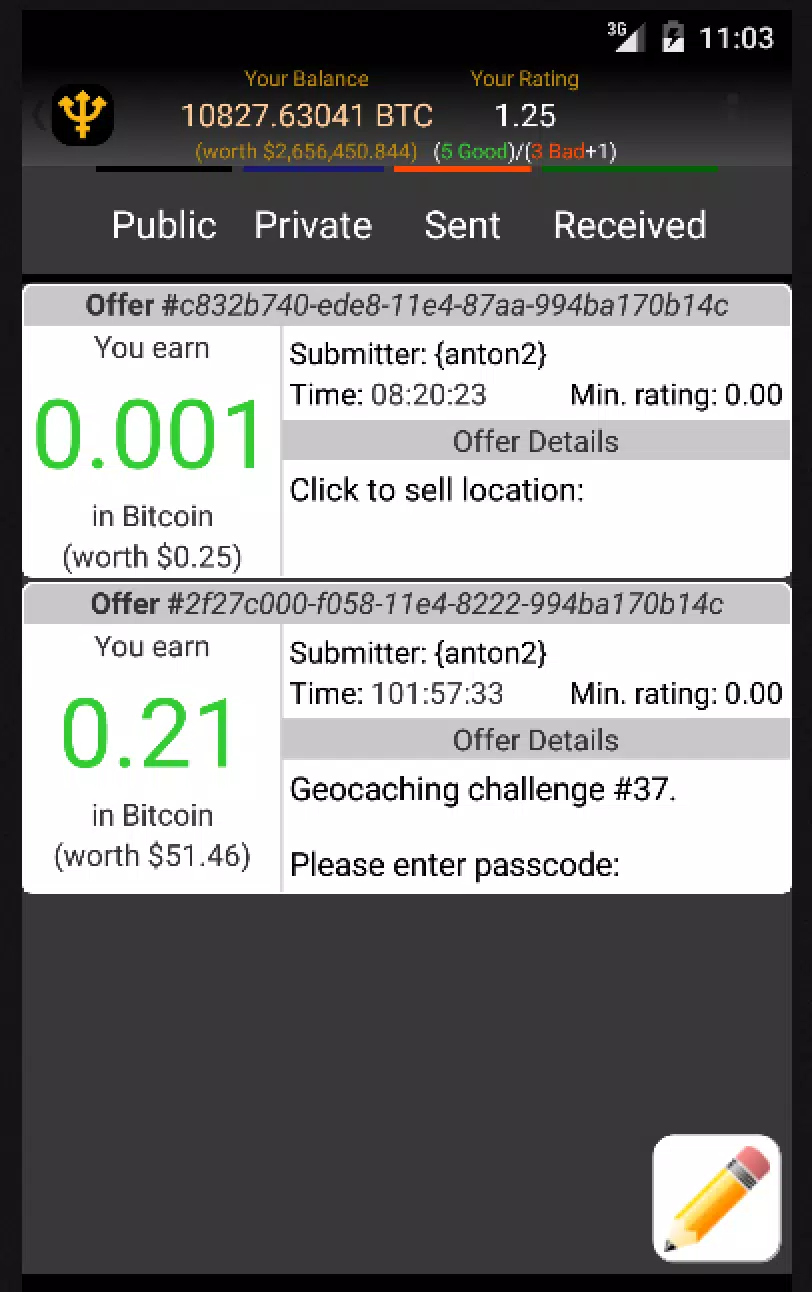 3G 11:03
Your Balance Your Rating
10827.63041 BTC 1.25
(worth $2,656,450.844) (5 Good)/(3 Bad+1)
Public Private Sent Received
Offer #c832b740-ede8-11e4-87aa-994ba170b14c
You earn
0.001
in Bitcoin
(worth $0.25)
Submitter: {anton2}
Time: 08:20:23 Min. rating: 0.00
Offer Details
Click to sell location:
Offer #2f27c000-f058-11e4-8222-994ba170b14c
You earn
0.21
in Bitcoin
(worth $51.46)
Submitter: {anton2}
Time: 101:57:33 Min. rating: 0.00
Offer Details
Geocaching challenge #37.
Please enter passcode: